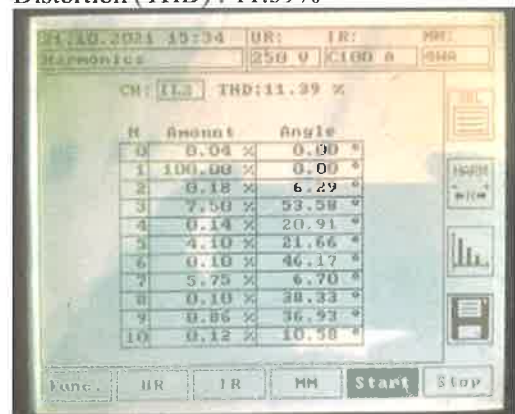 Distortion (THD): 11.39%
21.10.2021 15:34 UR: IR: MM:
Harmonics 250 V C100 A 4WA
CH: IL3 THD:11.39 %
M Amount Angle
0 0.04 % 0.00 °
1 100.00 % 0.00 °
2 0.18 % 6.29 °
3 7.50 % 53.58 °
4 0.14 % 20.91 °
5 4.10 % 21.66 °
6 0.10 % 46.17 °
7 5.75 % 6.70 °
8 0.10 % 38.33 °
9 0.86 % 36.93 °
10 0.12 % 10.58 °
HARM
Func. UR IR MM Start Stop